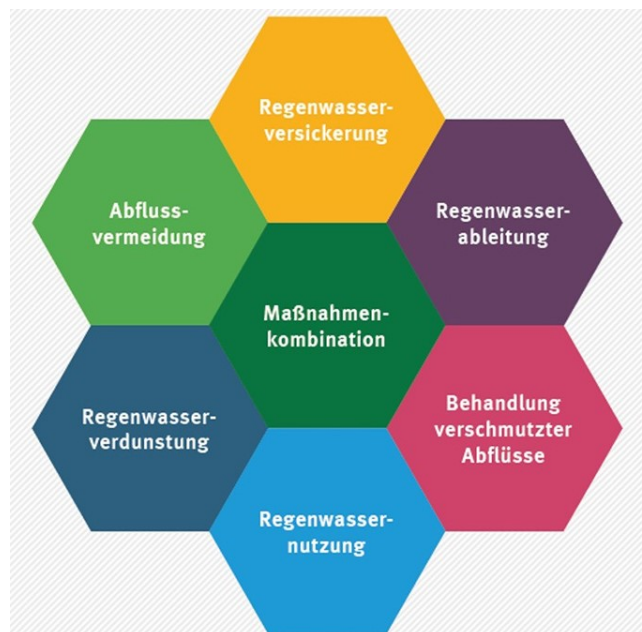 Regenwasser-
versickerung
Abfluss-
vermeidung
Regenwasser-
ableitung
Maßnahmen-
kombination
Regenwasser-
verdunstung
Behandlung
verschmutzter
Abflüsse
Regenwasser-
nutzung